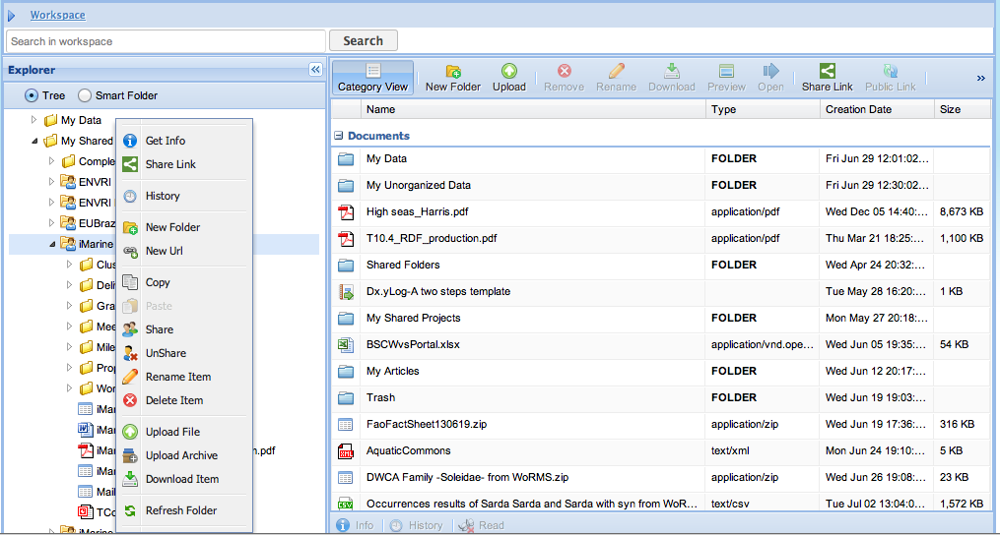 Workspace
Search in workspace Search
Explorer
Tree Smart Folder
My Data
My Shared
Comple
ENVRI
ENVRI
EUBraz
iMarine
Clus
Deli
Gra
Mee
Mile
Prop
Wor
iMar
iMar
iMar n.pdf
iMar
Mail
TCo
iMarine
Get Info
Share Link
History
New Folder
New Url
Copy
Paste
Share
UnShare
Rename Item
Delete Item
Upload File
Upload Archive
Download Item
Refresh Folder
Category View New Folder Upload Remove Rename Download Preview Open Share Link Public Link »
Name Type Creation Date Size
Documents
My Data FOLDER Fri Jun 29 12:01:02...
My Unorganized Data FOLDER Fri Jun 29 12:30:02...
High seas_Harris.pdf application/pdf Wed Dec 05 14:40:... 8,673 KB
T10.4_RDF_production.pdf application/pdf Thu Mar 21 18:25:... 1,100 KB
Shared Folders FOLDER Wed Apr 24 20:32:...
Dx.yLog-A two steps template Tue May 28 16:20:... 1 KB
My Shared Projects FOLDER Mon May 27 20:18:...
BSCWvsPortal.xlsx application/vnd.ope... Wed Jun 05 19:35:... 54 KB
My Articles FOLDER Wed Jun 12 20:17:...
Trash FOLDER Wed Jun 19 19:03:...
FaoFactSheet130619.zip application/zip Wed Jun 19 17:36:... 316 KB
AquaticCommons text/xml Mon Jun 24 19:10:... 5 KB
DWCA Family -Soleidae- from WoRMS.zip application/zip Wed Jun 26 19:08:... 23 KB
Occurrences results of Sarda Sarda and Sarda with syn from WoR... text/csv Tue Jul 02 13:04:0... 1,572 KB
Info History Read